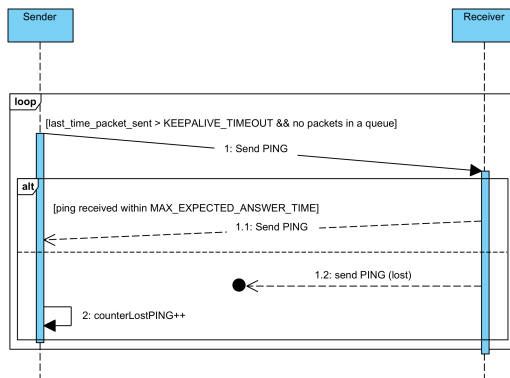 Sender
Receiver
loop
[last_time_packet_sent > KEEPALIVE_TIMEOUT && no packets in a queue]
1: Send PING
alt
[ping received within MAX_EXPECTED_ANSWER_TIME]
1.1: Send PING
1.2: send PING (lost)
2: counterLostPING++